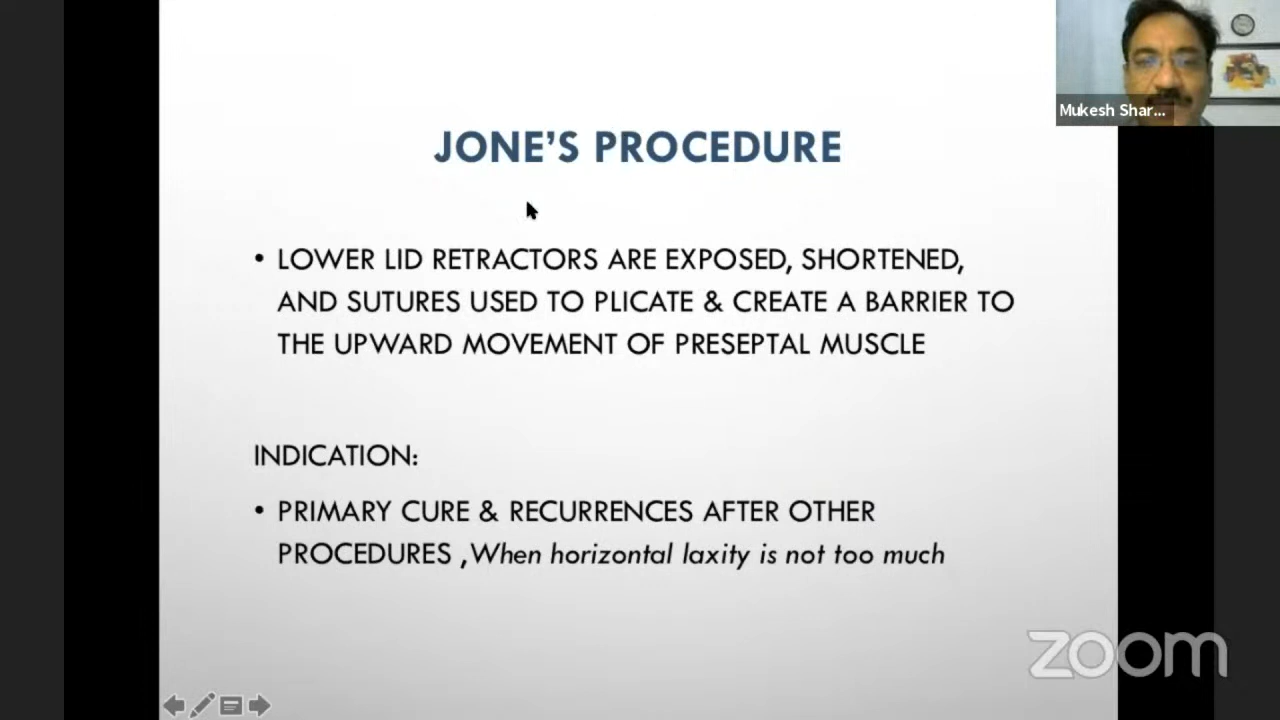 Mukesh Shar...
JONE'S PROCEDURE
• LOWER LID RETRACTORS ARE EXPOSED, SHORTENED,
AND SUTURES USED TO PLICATE & CREATE A BARRIER TO
THE UPWARD MOVEMENT OF PRESEPTAL MUSCLE
INDICATION:
• PRIMARY CURE & RECURRENCES AFTER OTHER
PROCEDURES ,When horizontal laxity is not too much
zoom